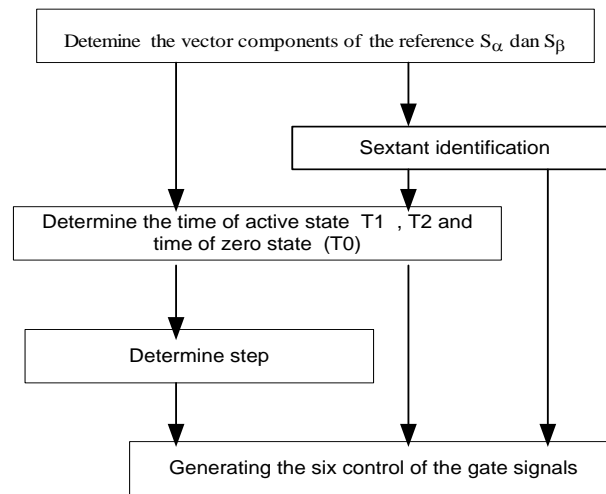 Detemine the vector components of the reference Sα dan Sβ
Sextant identification
Determine the time of active state T1 , T2 and
time of zero state (T0)
Determine step
Generating the six control of the gate signals